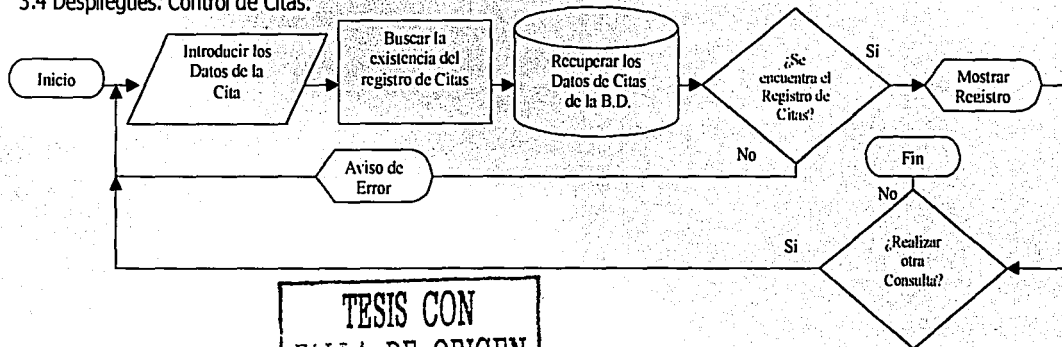 3.4 Despliegues. Control de Citas.
Inicio
Introducir los
Datos de la
Cita
Buscar la
existencia del
registro de Citas
Recuperar los
Datos de Citas
de la B.D.
¿Se
encuentra el
Registro de
Citas?
Si
Mostrar
Registro
No
Aviso de
Error
Fin
No
Si
¿Realizar
otra
Consulta?
TESIS CON
DE ORIGEN